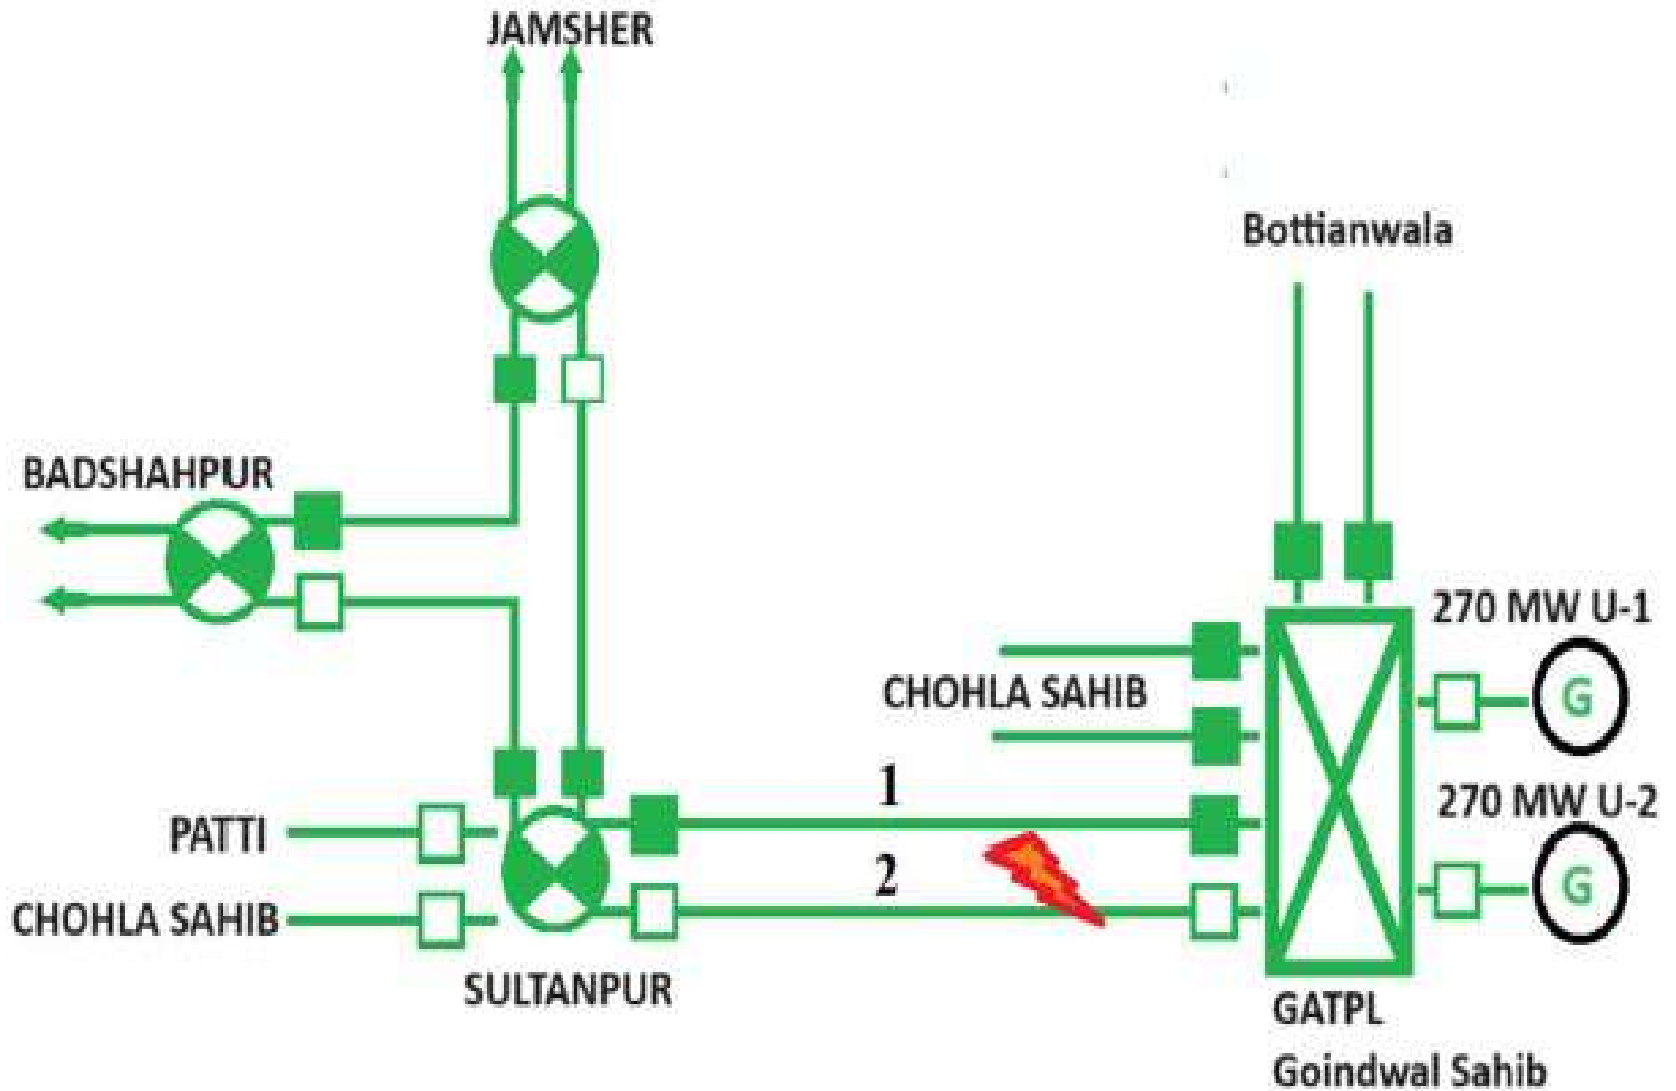 JAMSHER
Bottianwala
BADSHAHPUR
270 MW U-1
G
CHOHLA SAHIB
1
270 MW U-2
PATTI
2
G
CHOHLA SAHIB
SULTANPUR
GATPL
Goindwal Sahib